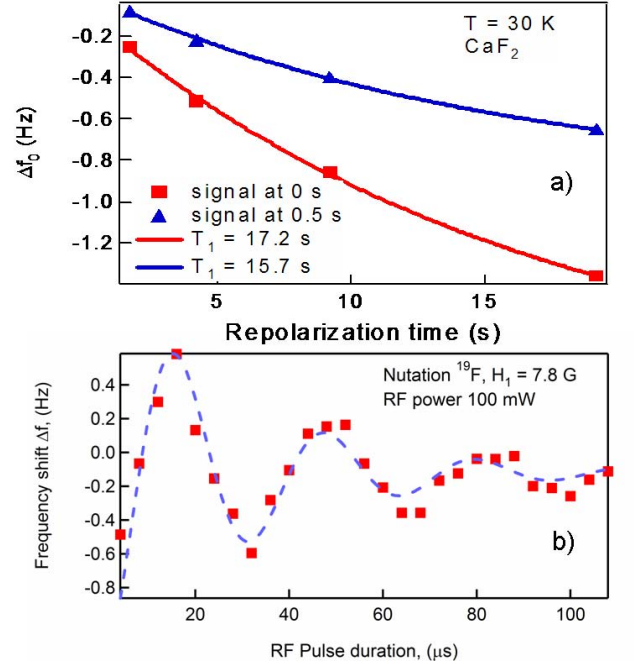 T = 30 K
CaF₂
-0.2
-0.4
-0.6
-0.8
-1.0
-1.2
Δf₀ (Hz)
signal at 0 s
signal at 0.5 s
T₁ = 17.2 s
T₁ = 15.7 s
a)
5 10 15
Repolarization time (s)
Nutation ¹⁹F, H₁ = 7.8 G
RF power 100 mW
0.4
0.2
0.0
-0.2
-0.4
-0.6
-0.8
Frequency shift Δf, (Hz)
b)
20 40 60 80 100
RF Pulse duration, (μs)